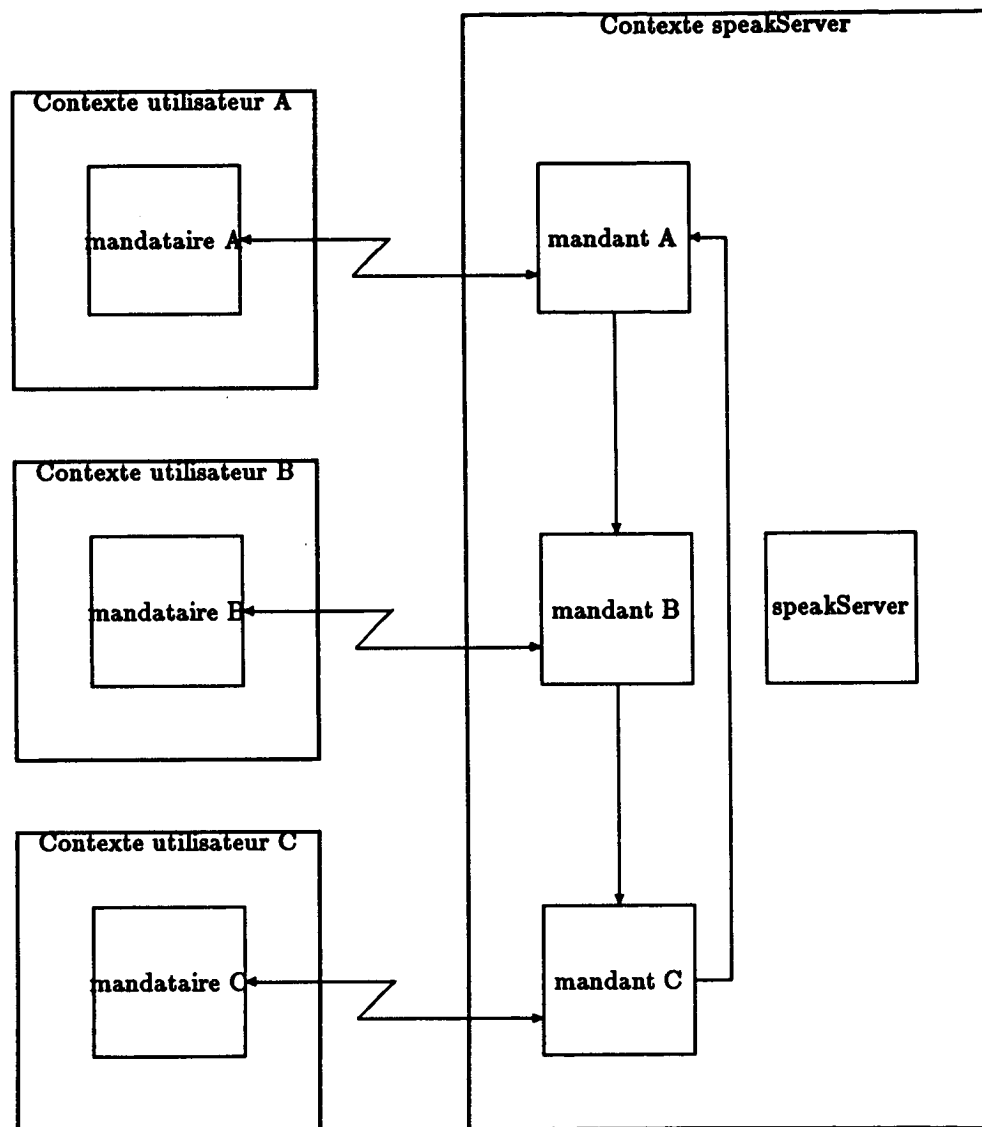 Contexte speakServer
Contexte utilisateur A
mandataire A
mandant A
Contexte utilisateur B
mandataire B
mandant B
speakServer
Contexte utilisateur C
mandataire C
mandant C